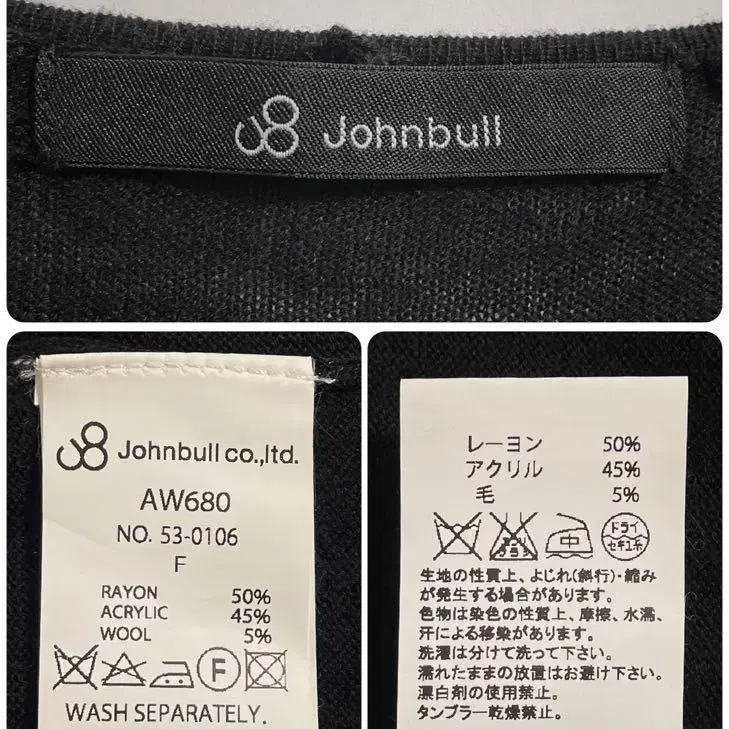 Johnbull
Johnbull co.,ltd.
AW680
NO. 53-0106
F
RAYON 50%
ACRYLIC 45%
WOOL 5%
F
WASH SEPARATELY.
レーヨン 50%
アクリル 45%
毛 5%
エンソ
サラシ
中
ドライ
セキユ系
生地の性質上、よじれ(斜行)・縮み
が発生する場合があります。
色物は染色の性質上、摩擦、水濡、
汗による移染があります。
洗濯は分けて洗って下さい。
濡れたままの放置はお避け下さい。
漂白剤の使用禁止。
タンブラー乾燥禁止。